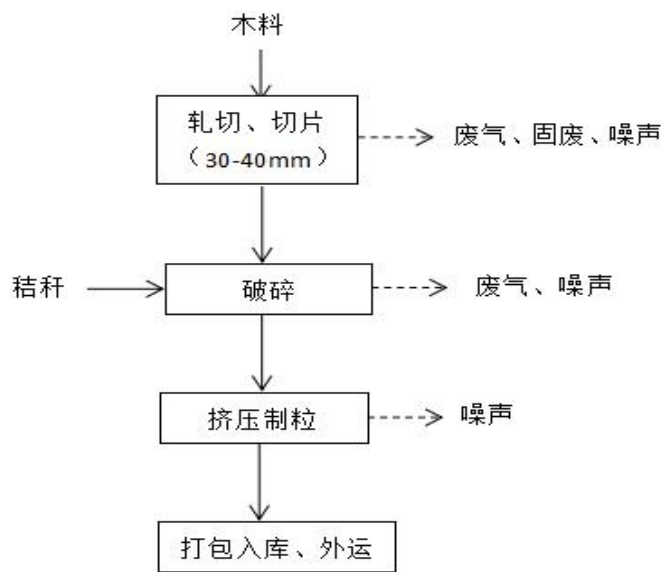 木料
轧切、切片
（30-40mm）
废气、固废、噪声
秸秆
破碎
废气、噪声
挤压制粒
噪声
打包入库、外运